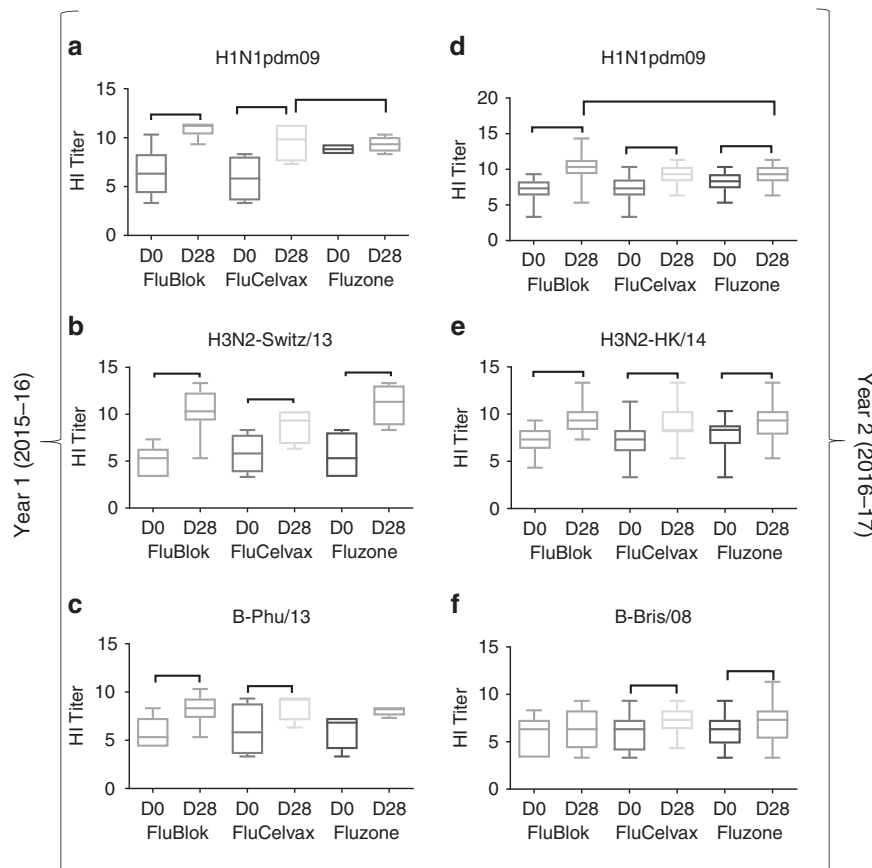 Year 1 (2015–16)
a
H1N1pdm09
HI Titer
15
10
5
0
D0 D28 D0 D28 D0 D28
FluBlok FluCelvax Fluzone
b
H3N2-Switz/13
HI Titer
15
10
5
0
D0 D28 D0 D28 D0 D28
FluBlok FluCelvax Fluzone
c
B-Phu/13
HI Titer
15
10
5
0
D0 D28 D0 D28 D0 D28
FluBlok FluCelvax Fluzone
d
H1N1pdm09
HI Titer
20
15
10
5
0
D0 D28 D0 D28 D0 D28
FluBlok FluCelvax Fluzone
e
H3N2-HK/14
HI Titer
15
10
5
0
D0 D28 D0 D28 D0 D28
FluBlok FluCelvax Fluzone
f
B-Bris/08
HI Titer
15
10
5
0
D0 D28 D0 D28 D0 D28
FluBlok FluCelvax Fluzone
Year 2 (2016–17)